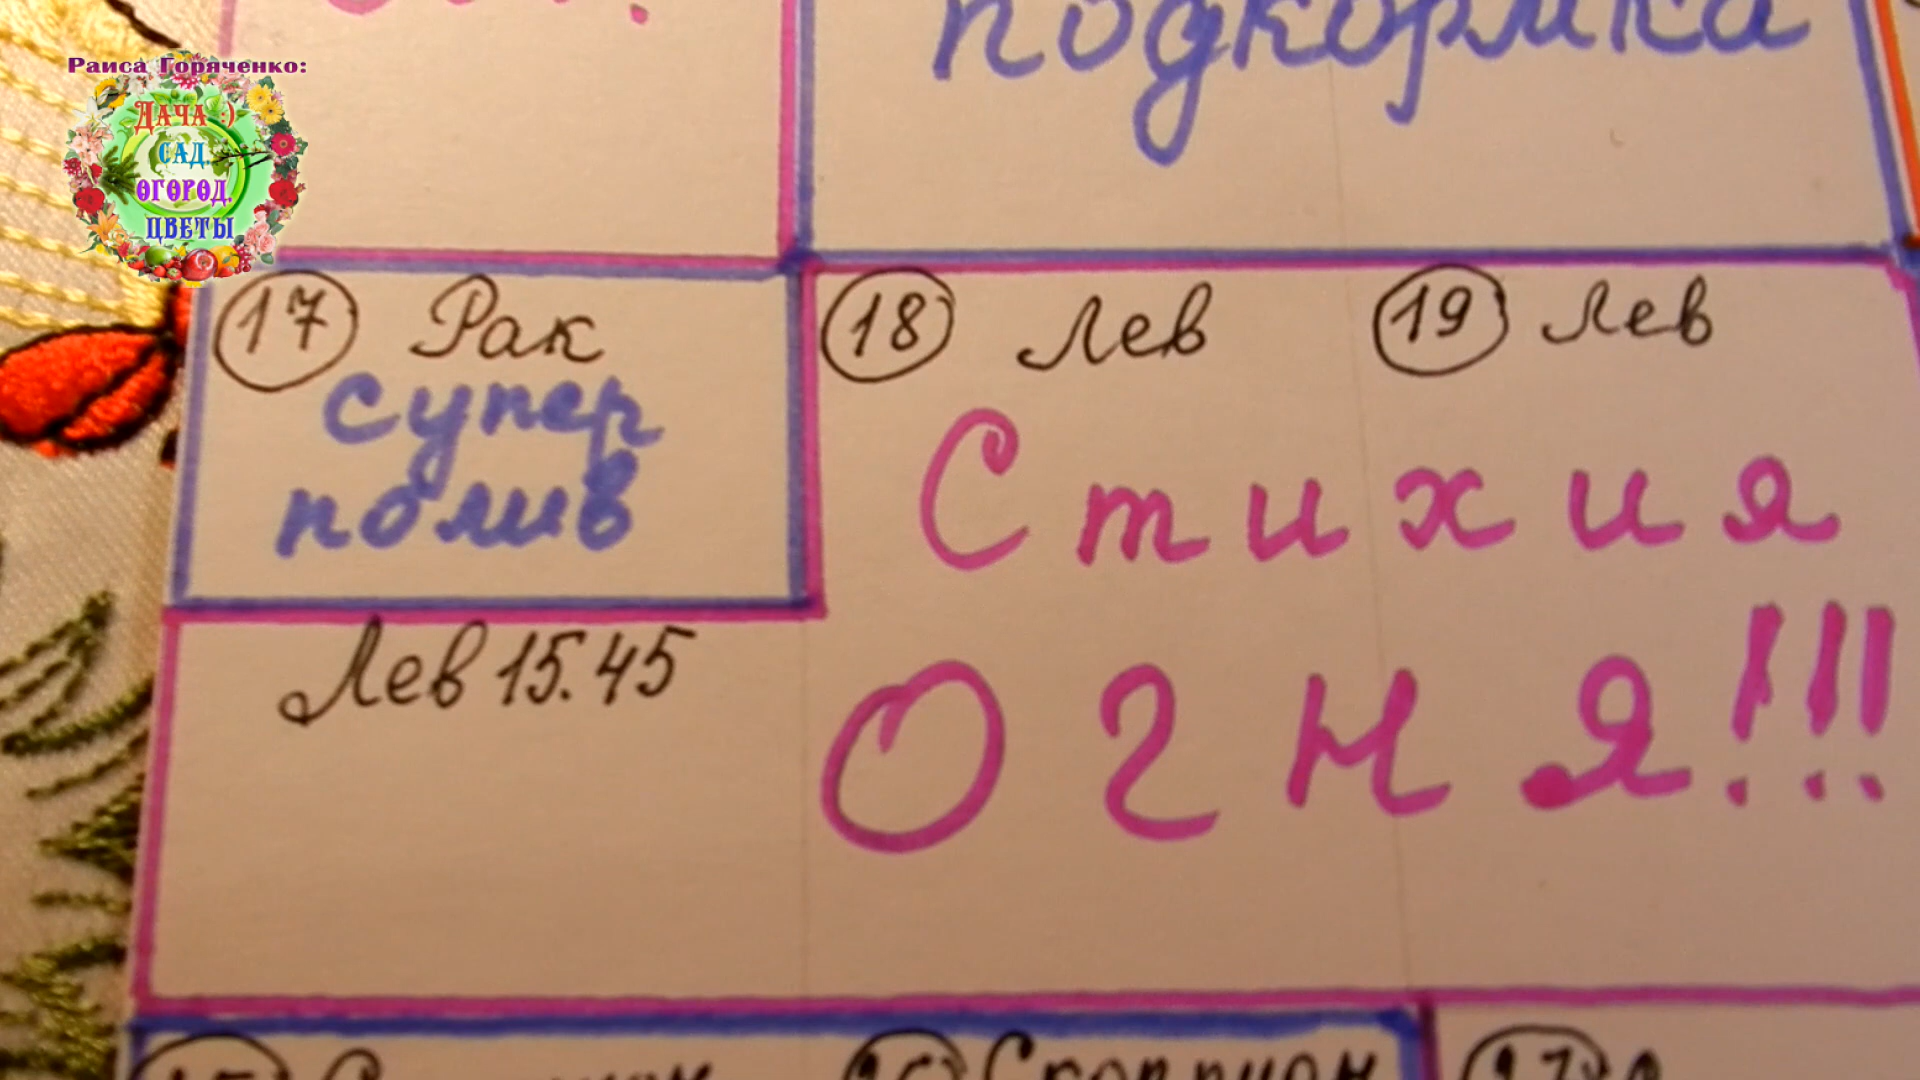 подкормка
Раиса Горяченко:
Дача :)
сад,
огород,
цветы
17 Рак
супер
полив
18 Лев 19 Лев
Стихия
Огня!!!
Лев 15.45
Скорпион